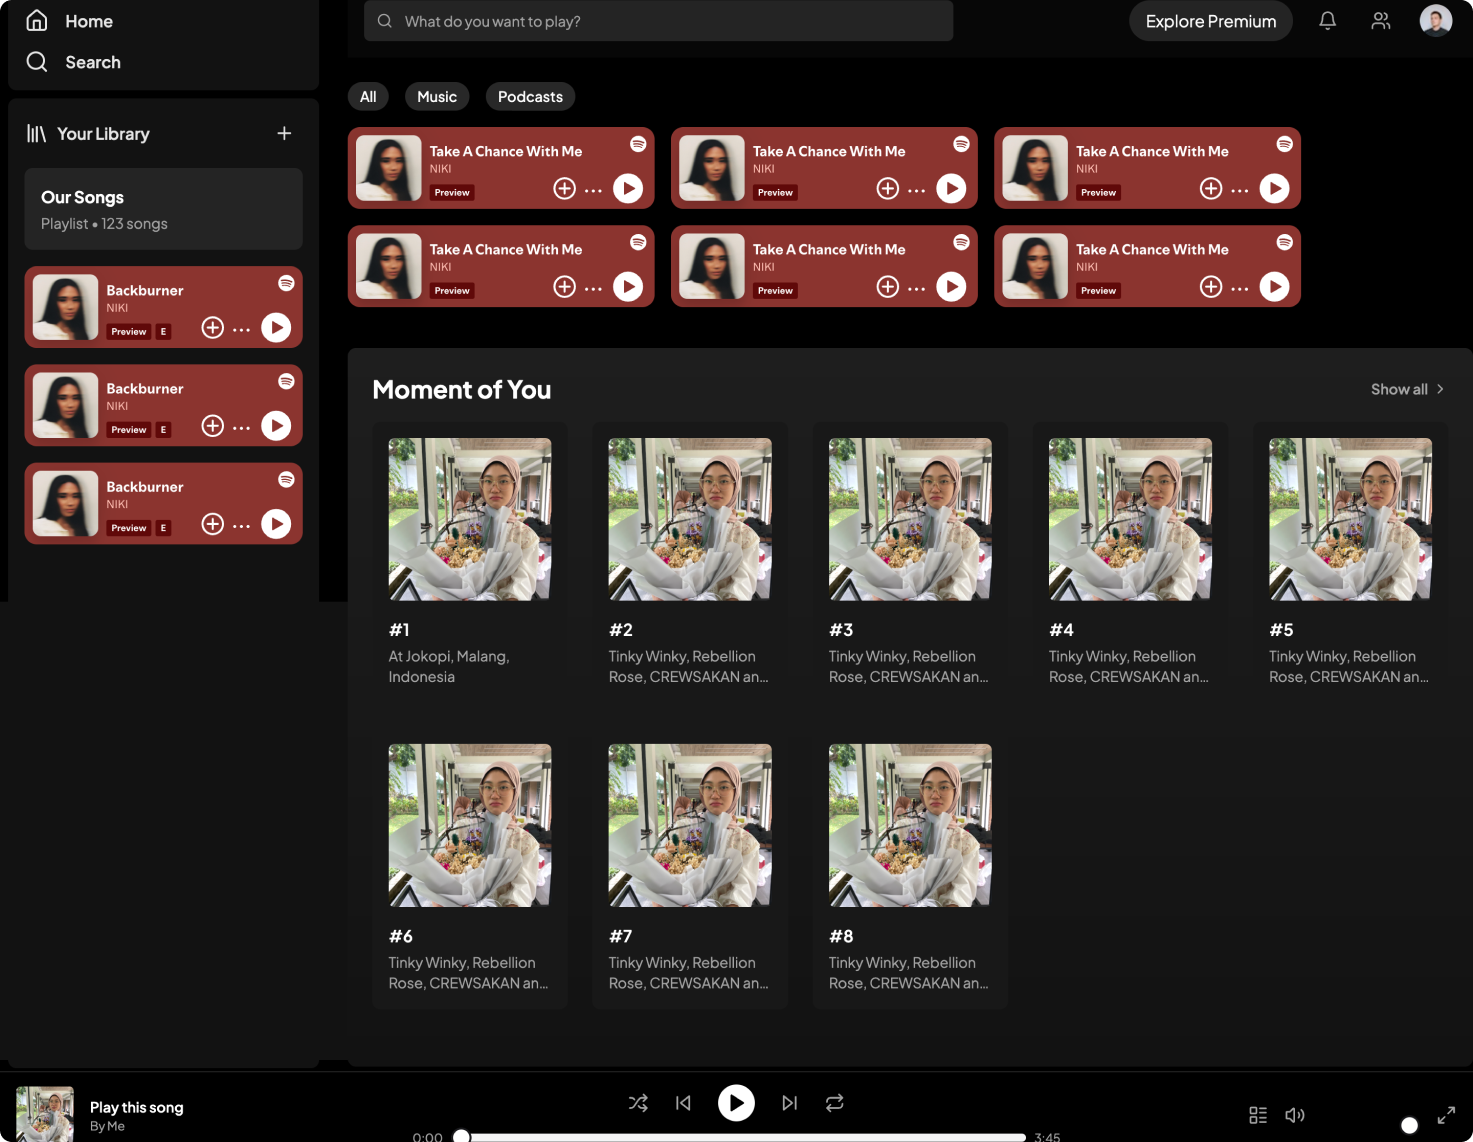 Home
Search
Your Library
Our Songs
Playlist • 123 songs
Backburner
NIKI
Preview E
Backburner
NIKI
Preview E
Backburner
NIKI
Preview E
What do you want to play?
Explore Premium
All Music Podcasts
Take A Chance With Me
NIKI
Preview
Take A Chance With Me
NIKI
Preview
Take A Chance With Me
NIKI
Preview
Take A Chance With Me
NIKI
Preview
Take A Chance With Me
NIKI
Preview
Take A Chance With Me
NIKI
Preview
Moment of You
Show all
#1
At Jokopi, Malang,
Indonesia
#2
Tinky Winky, Rebellion
Rose, CREWSAKAN an...
#3
Tinky Winky, Rebellion
Rose, CREWSAKAN an...
#4
Tinky Winky, Rebellion
Rose, CREWSAKAN an...
#5
Tinky Winky, Rebellion
Rose, CREWSAKAN an...
#6
Tinky Winky, Rebellion
Rose, CREWSAKAN an...
#7
Tinky Winky, Rebellion
Rose, CREWSAKAN an...
#8
Tinky Winky, Rebellion
Rose, CREWSAKAN an...
Play this song
By Me
0:00
3:45